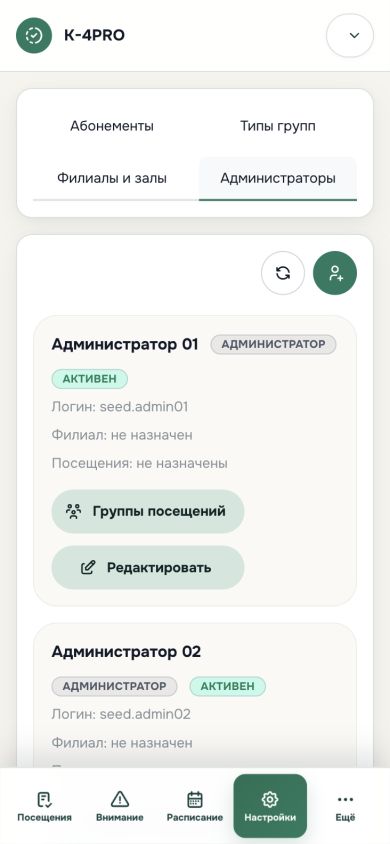 K-4PRO
Абонементы
Типы групп
Филиалы и залы
Администраторы
Администратор 01
АДМИНИСТРАТОР
АКТИВЕН
Логин: seed.admin01
Филиал: не назначен
Посещения: не назначены
Группы посещений
Редактировать
Администратор 02
АДМИНИСТРАТОР
АКТИВЕН
Логин: seed.admin02
Филиал: не назначен
Посещения
Внимание
Расписание
Настройки
Ещё